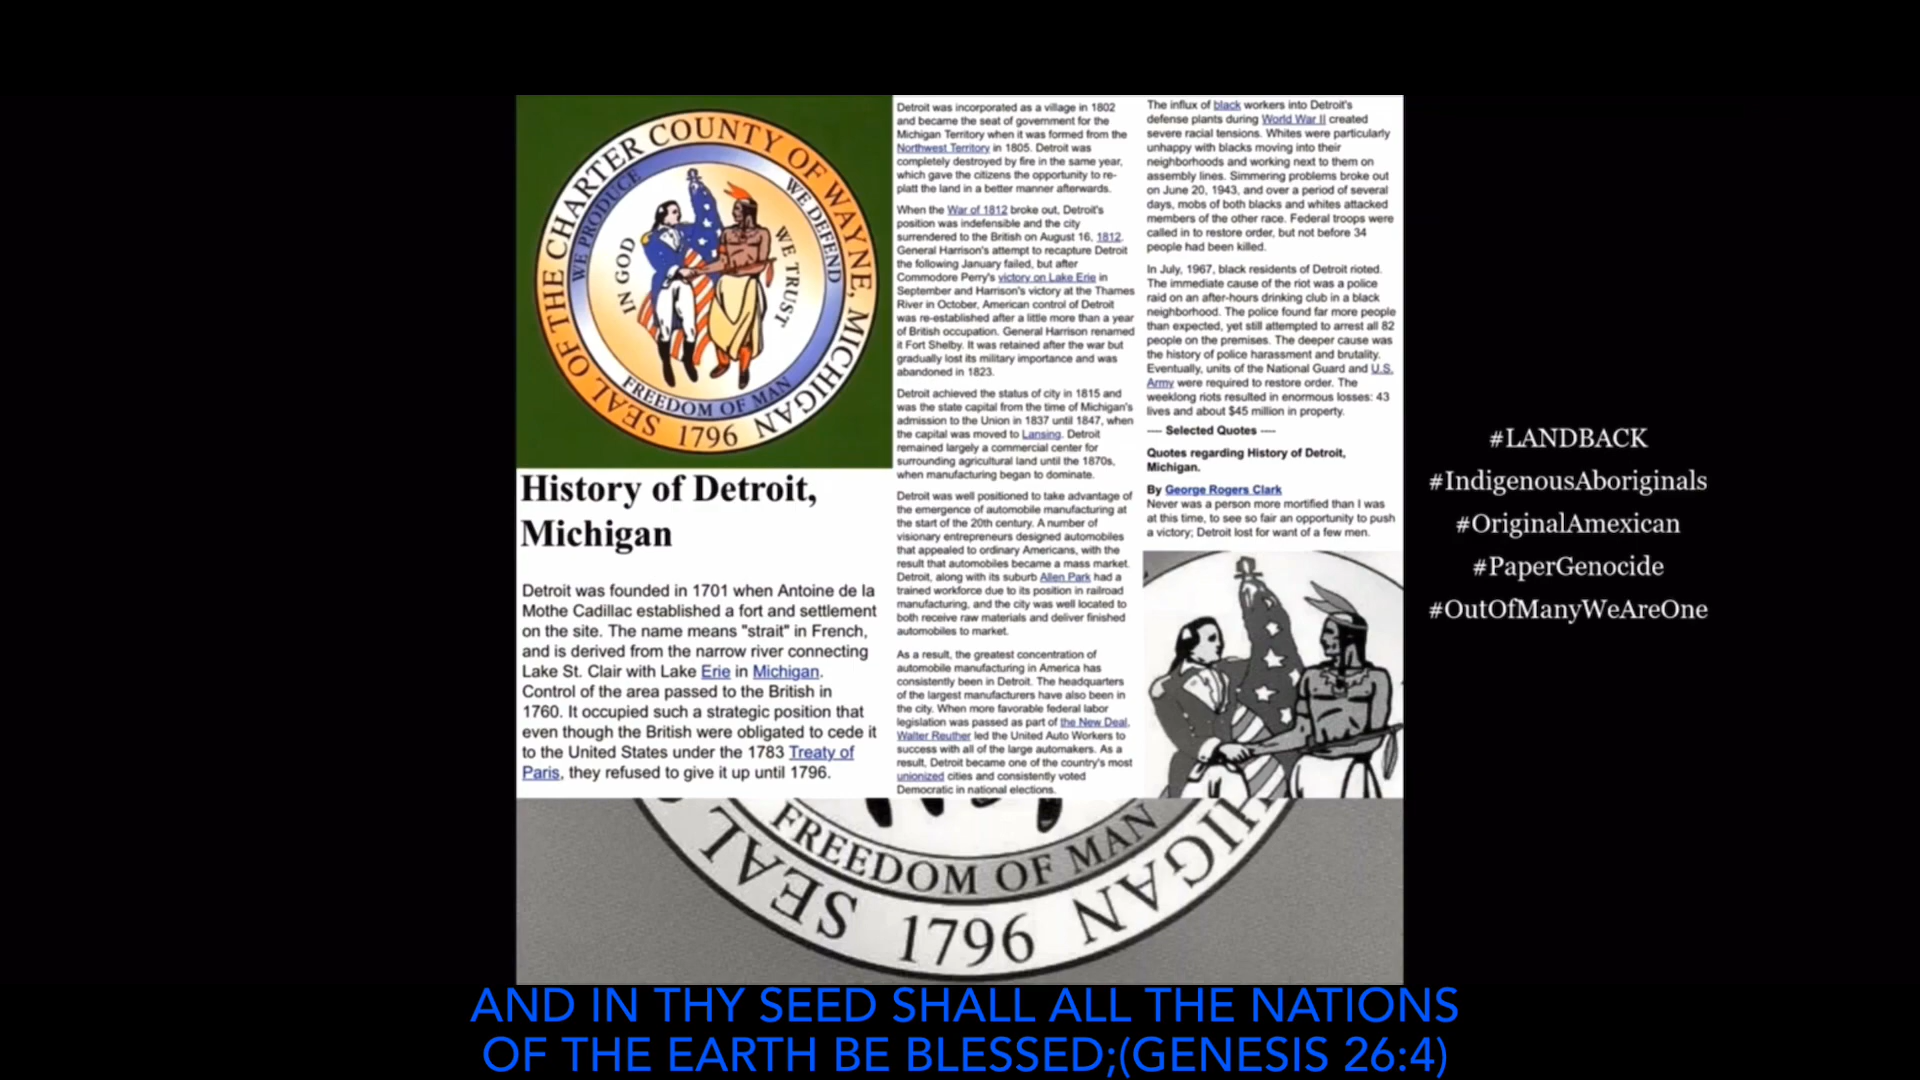 SEAL OF THE CHARTER COUNTY OF WAYNE, MICHIGAN
1796
WE PRODUCE
WE DEFEND
FREEDOM OF MAN
IN GOD
WE TRUST
History of Detroit,
Michigan
Detroit was founded in 1701 when Antoine de la
Mothe Cadillac established a fort and settlement
on the site. The name means "strait" in French,
and is derived from the narrow river connecting
Lake St. Clair with Lake Erie in Michigan.
Control of the area passed to the British in
1760. It occupied such a strategic position that
even though the British were obligated to cede it
to the United States under the 1783 Treaty of
Paris, they refused to give it up until 1796.
Detroit was incorporated as a village in 1802
and became the seat of government for the
Michigan Territory when it was formed from the
Northwest Territory in 1805. Detroit was
completely destroyed by fire in the same year,
which gave the citizens the opportunity to re-
platt the land in a better manner afterwards.
When the War of 1812 broke out, Detroit's
position was indefensible and the city
surrendered to the British on August 16, 1812.
General Harrison's attempt to recapture Detroit
the following January failed, but after
Commodore Perry's victory on Lake Erie in
September and Harrison's victory at the Thames
River in October, American control of Detroit
was re-established after a little more than a year
of British occupation. General Harrison renamed
it Fort Shelby. It was retained after the war but
gradually lost its military importance and was
abandoned in 1823.
Detroit achieved the status of city in 1815 and
was the state capital from the time of Michigan's
admission to the Union in 1837 until 1847, when
the capital was moved to Lansing. Detroit
remained largely a commercial center for
surrounding agricultural land until the 1870s,
when manufacturing began to dominate.
Detroit was well positioned to take advantage of
the emergence of automobile manufacturing at
the start of the 20th century. A number of
visionary entrepreneurs designed automobiles
that appealed to ordinary Americans, with the
result that automobiles became a mass market.
Detroit, along with its suburb Allen Park had a
trained workforce due to its position in railroad
manufacturing, and the city was well located to
both receive raw materials and deliver finished
automobiles to market.
As a result, the greatest concentration of
automobile manufacturing in America has
consistently been in Detroit. The headquarters
of the largest manufacturers have also been in
the city. When more favorable federal labor
legislation was passed as part of the New Deal,
Walter Reuther led the United Auto Workers to
success with all of the large automakers. As a
result, Detroit became one of the country's most
unionized cities and consistently voted
Democratic in national elections.
The influx of black workers into Detroit's
defense plants during World War II created
severe racial tensions. Whites were particularly
unhappy with blacks moving into their
neighborhoods and working next to them on
assembly lines. Simmering problems broke out
on June 20, 1943, and over a period of several
days, mobs of both blacks and whites attacked
members of the other race. Federal troops were
called in to restore order, but not before 34
people had been killed.
In July, 1967, black residents of Detroit rioted.
The immediate cause of the riot was a police
raid on an after-hours drinking club in a black
neighborhood. The police found far more people
than expected, yet still attempted to arrest all 82
people on the premises. The deeper cause was
the history of police harassment and brutality.
Eventually, units of the National Guard and U.S.
Army were required to restore order. The
weeklong riots resulted in enormous losses: 43
lives and about $45 million in property.
---- Selected Quotes ----
Quotes regarding History of Detroit,
Michigan.
By George Rogers Clark
Never was a person more mortified than I was
at this time, to see so fair an opportunity to push
a victory; Detroit lost for want of a few men.
FREEDOM OF MAN
SEAL 1796 HIGAN
#LANDBACK
#IndigenousAboriginals
#OriginalAmexican
#PaperGenocide
#OutOfManyWeAreOne
AND IN THY SEED SHALL ALL THE NATIONS
OF THE EARTH BE BLESSED;(GENESIS 26:4)